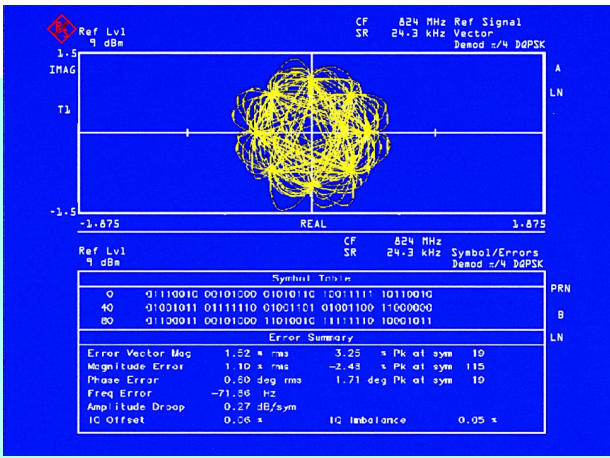 CF 824 MHz Ref Signal
Ref Lvl SR 24.3 kHz Vector
9 dBm Demod π/4 DQPSK
1.5
IMAG A
LN
T1
-1.5
-1.875 REAL 1.875
CF 824 MHz
Ref Lvl SR 24.3 kHz Symbol/Errors
9 dBm Demod π/4 DQPSK
Symbol Table
PRN
0 01110010 00101000 01010110 10011111 10110010
40 01001011 01111110 01001101 01001100 11000000
B
80 01100011 00101000 11010010 11111110 10001011
Error Summary LN
Error Vector Mag 1.52 % rms 3.25 % Pk at sym 19
Magnitude Error 1.10 % rms -2.48 % Pk at sym 115
Phase Error 0.60 deg rms 1.71 deg Pk at sym 19
Freq Error Hz
Amplitude Droop 0.27 dB/sym
IQ Offset 0.06 % IQ Imbalance 0.05 %